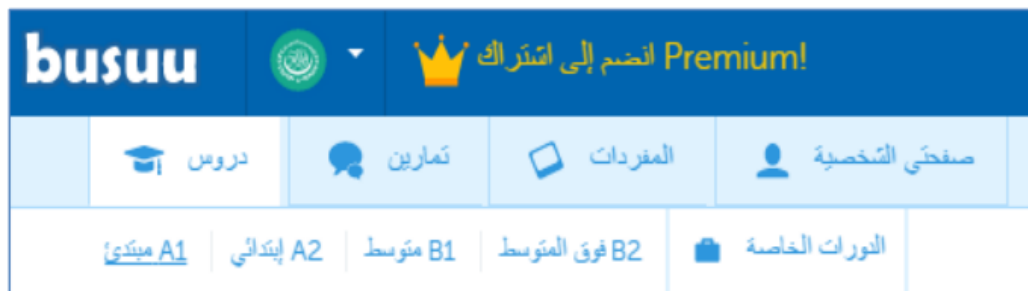 busuu انضم إلى اشتراك Premium!
دروس تمارين المفردات صفحتي الشخصية
A1 مبتدئ A2 إبتدائي B1 متوسط B2 فوق المتوسط الدورات الخاصة